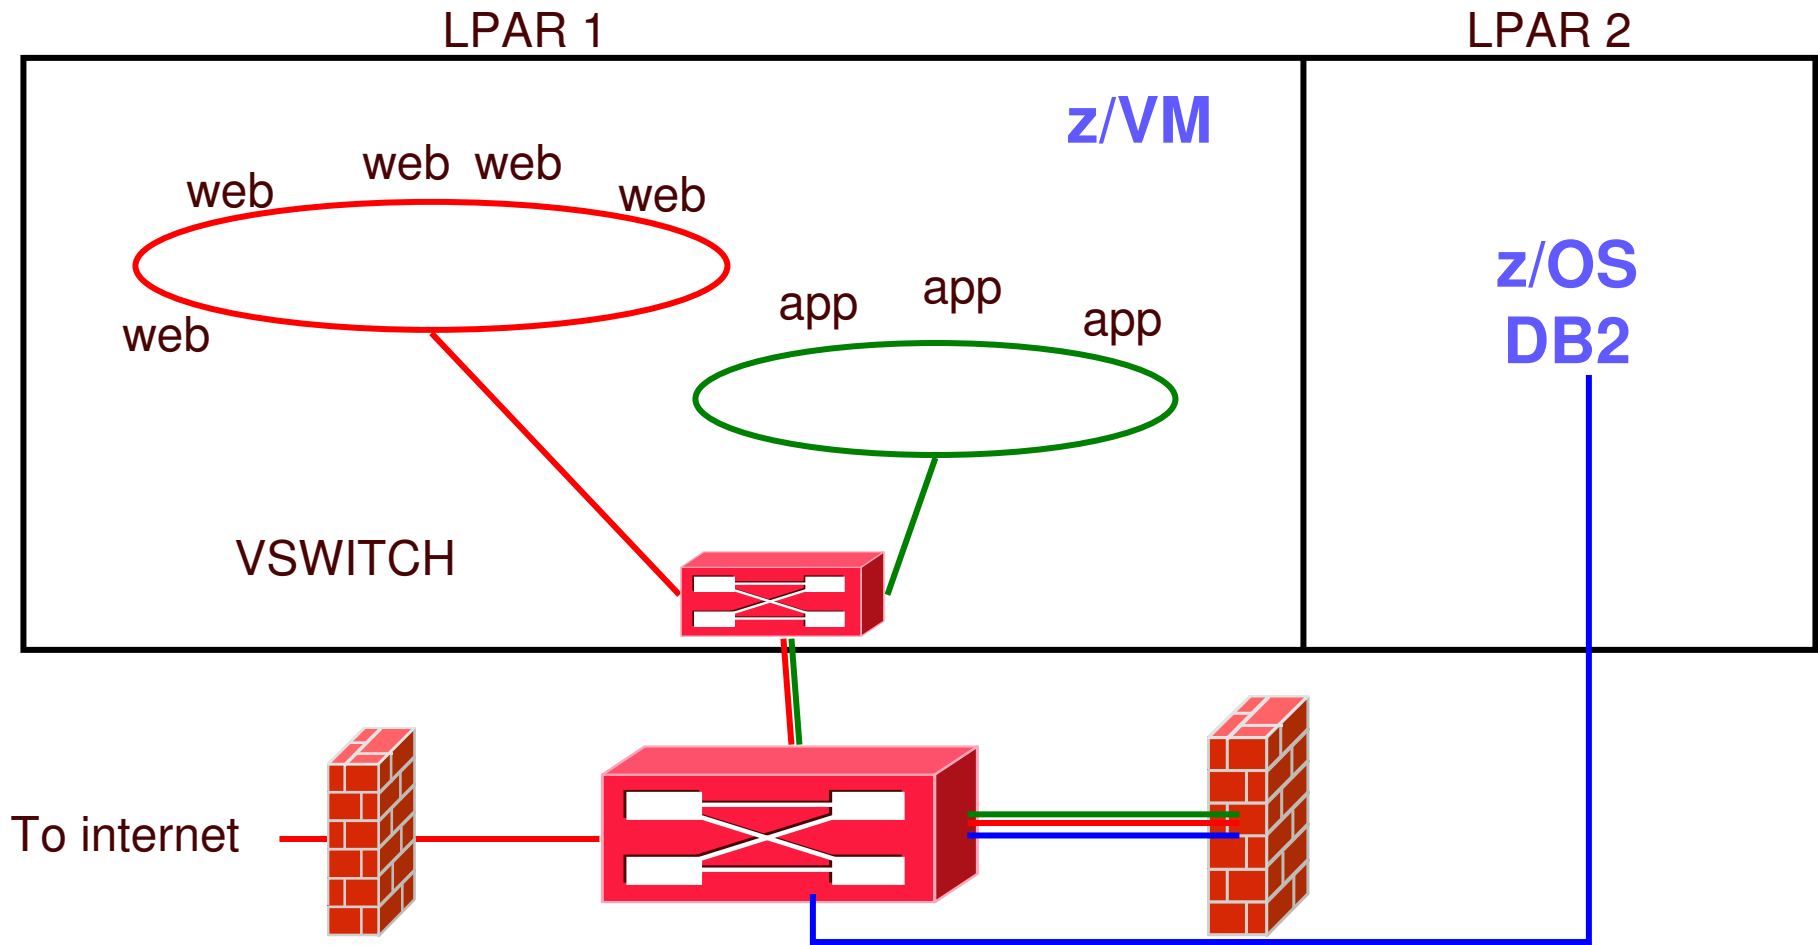 LPAR 1
LPAR 2
z/VM
web
web
web
web
web
app
app
app
z/OS
DB2
VSWITCH
To internet